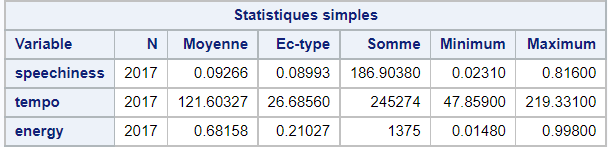 Statistiques simples
Variable N Moyenne Ec-type Somme Minimum Maximum
speechiness 2017 0.09266 0.08993 186.90380 0.02310 0.81600
tempo 2017 121.60327 26.68560 245274 47.85900 219.33100
energy 2017 0.68158 0.21027 1375 0.01480 0.99800